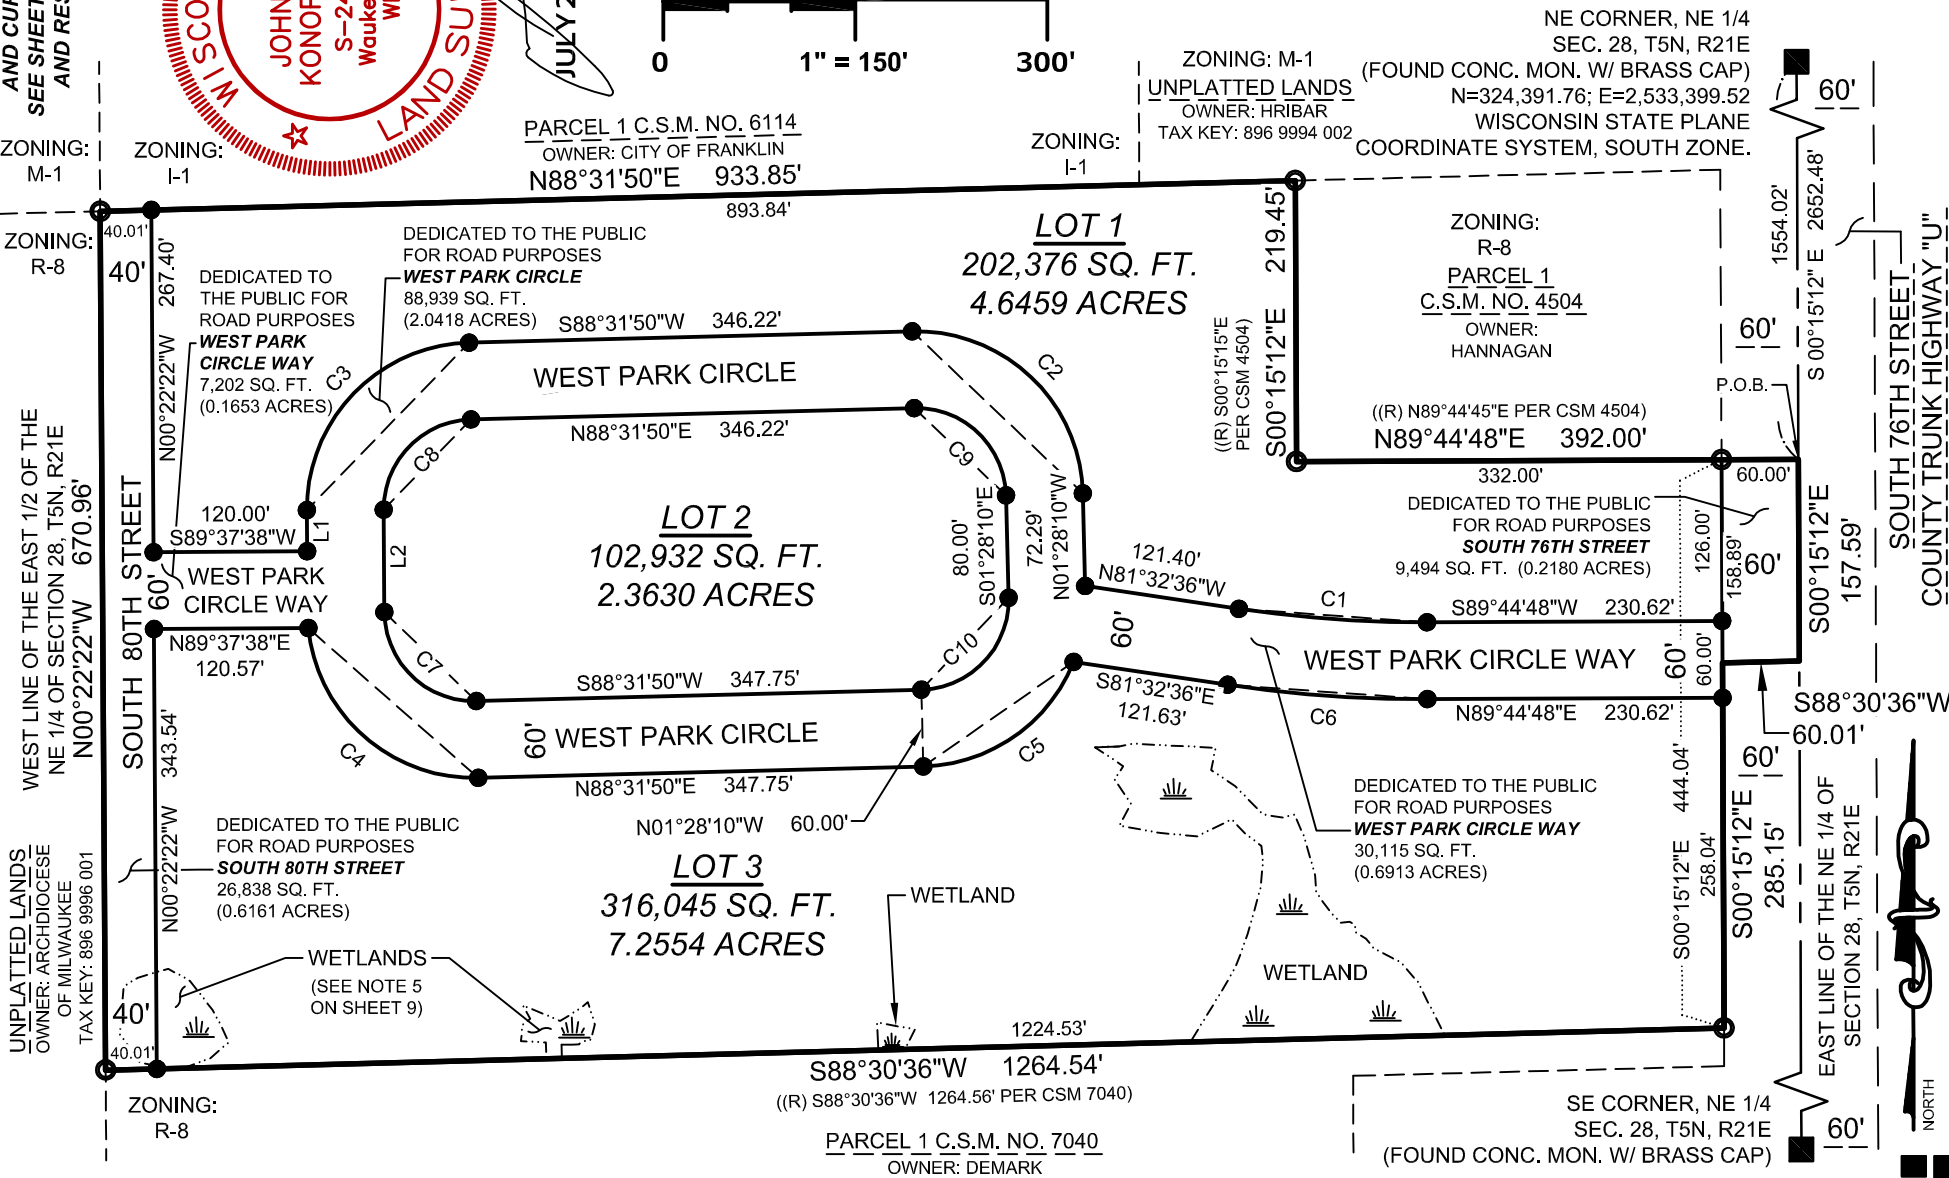 AND CUR
SEE SHEET
AND RES
WISCO
JOHN
KONOR
S-24
Wauke
WI
LAND SU
JULY 2
0
1" = 150'
300'
ZONING: M-1
UNPLATTED LANDS
OWNER: HRIBAR
TAX KEY: 896 9994 002
NE CORNER, NE 1/4
SEC. 28, T5N, R21E
(FOUND CONC. MON. W/ BRASS CAP)
N=324,391.76; E=2,533,399.52
WISCONSIN STATE PLANE
COORDINATE SYSTEM, SOUTH ZONE.
60'
ZONING:
M-1
ZONING:
I-1
PARCEL 1 C.S.M. NO. 6114
OWNER: CITY OF FRANKLIN
N88°31'50"E 933.85'
893.84'
ZONING:
I-1
ZONING:
R-8
40.01'
40'
N00°22'22"W 267.40'
DEDICATED TO
THE PUBLIC FOR
ROAD PURPOSES
WEST PARK
CIRCLE WAY
7,202 SQ. FT.
(0.1653 ACRES)
DEDICATED TO THE PUBLIC
FOR ROAD PURPOSES
WEST PARK CIRCLE
88,939 SQ. FT.
(2.0418 ACRES)
LOT 1
202,376 SQ. FT.
4.6459 ACRES
S00°15'12"E 219.45'
((R) S00°15'15"E
PER CSM 4504)
ZONING:
R-8
PARCEL 1
C.S.M. NO. 4504
OWNER:
HANNAGAN
1554.02'
S 00°15'12" E 2652.48'
SOUTH 76TH STREET
COUNTY TRUNK HIGHWAY "U"
60'
P.O.B.
((R) N89°44'45"E PER CSM 4504)
N89°44'48"E 392.00'
332.00'
60.00'
S88°31'50"W 346.22'
C3
C2
WEST PARK CIRCLE
N88°31'50"E 346.22'
C8
C9
WEST LINE OF THE EAST 1/2 OF THE
NE 1/4 OF SECTION 28, T5N, R21E
N00°22'22"W 670.96'
SOUTH 80TH STREET
120.00'
S89°37'38"W
L1
L2
WEST PARK
CIRCLE WAY
60'
N89°37'38"E
120.57'
LOT 2
102,932 SQ. FT.
2.3630 ACRES
80.00'
S01°28'10"E
72.29'
N01°28'10"W
121.40'
N81°32'36"W
C1
S89°44'48"W 230.62'
DEDICATED TO THE PUBLIC
FOR ROAD PURPOSES
SOUTH 76TH STREET
9,494 SQ. FT. (0.2180 ACRES)
126.00'
158.89'
60'
S00°15'12"E
157.59'
60'
WEST PARK CIRCLE WAY
60'
60.00'
S88°30'36"W
60.01'
C7
C10
S88°31'50"W 347.75'
60'
WEST PARK CIRCLE
N88°31'50"E 347.75'
C4
C5
S81°32'36"E
121.63'
C6
N89°44'48"E 230.62'
N01°28'10"W 60.00'
N00°22'22"W 343.54'
DEDICATED TO THE PUBLIC
FOR ROAD PURPOSES
SOUTH 80TH STREET
26,838 SQ. FT.
(0.6161 ACRES)
LOT 3
316,045 SQ. FT.
7.2554 ACRES
DEDICATED TO THE PUBLIC
FOR ROAD PURPOSES
WEST PARK CIRCLE WAY
30,115 SQ. FT.
(0.6913 ACRES)
S00°15'12"E 444.04'
258.04'
S00°15'12"E
285.15'
60'
EAST LINE OF THE NE 1/4 OF
SECTION 28, T5N, R21E
UNPLATTED LANDS
OWNER: ARCHDIOCESE
OF MILWAUKEE
TAX KEY: 896 9996 001
WETLANDS
(SEE NOTE 5
ON SHEET 9)
WETLAND
WETLAND
40'
40.01'
1224.53'
S88°30'36"W 1264.54'
((R) S88°30'36"W 1264.56' PER CSM 7040)
ZONING:
R-8
PARCEL 1 C.S.M. NO. 7040
OWNER: DEMARK
SE CORNER, NE 1/4
SEC. 28, T5N, R21E
(FOUND CONC. MON. W/ BRASS CAP)
60'
NORTH